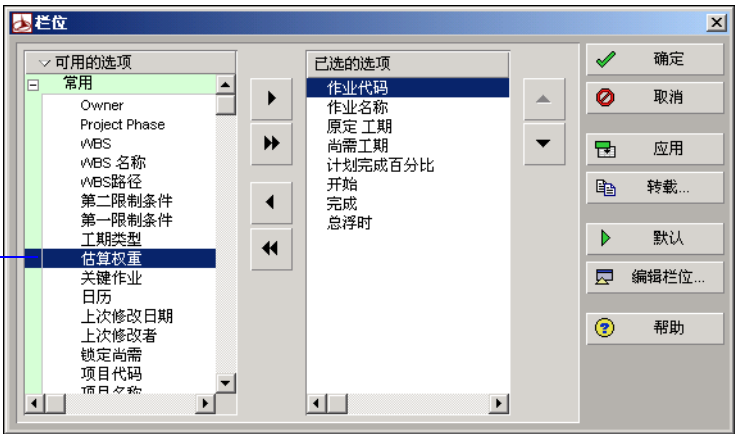 栏位
可用的选项
常用
Owner
Project Phase
WBS
WBS 名称
WBS路径
第二限制条件
第一限制条件
工期类型
估算权重
关键作业
日历
上次修改日期
上次修改者
锁定尚需
项目代码
项目名称
已选的选项
作业代码
作业名称
原定 工期
尚需工期
计划完成百分比
开始
完成
总浮时
确定
取消
应用
转载...
默认
编辑栏位...
帮助